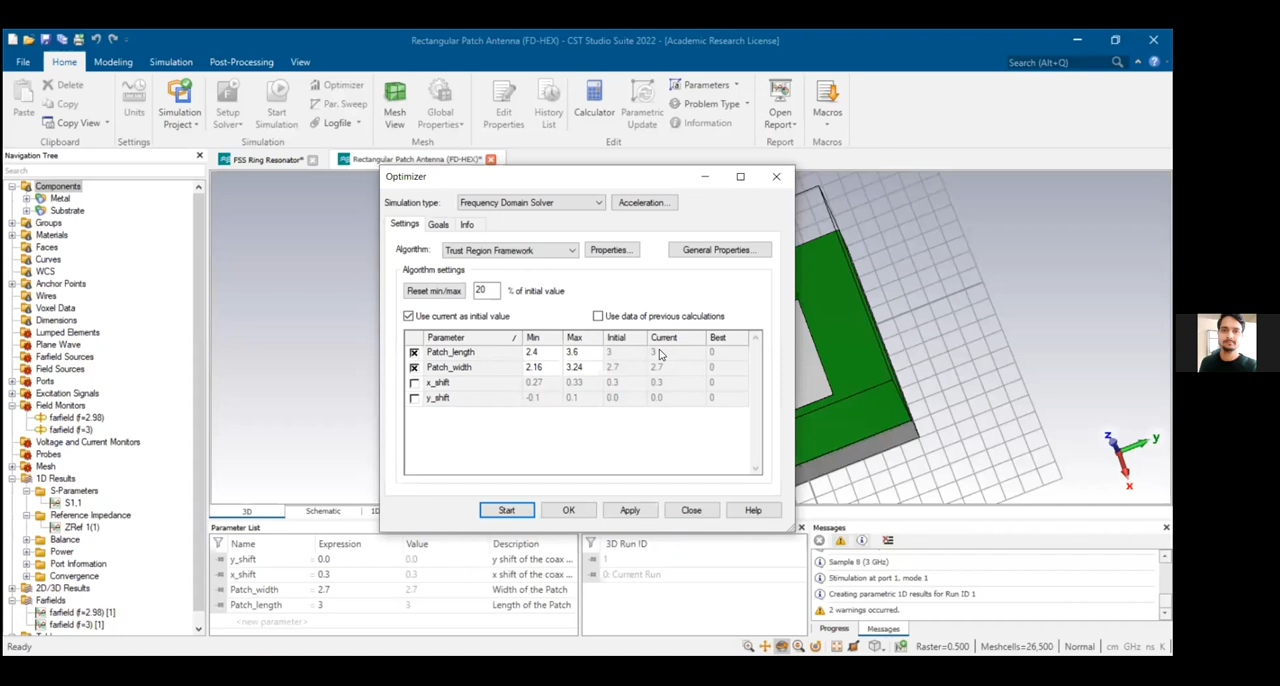 Rectangular Patch Antenna (FD-HEX) - CST Studio Suite 2022 - [Academic Research License]
File Home Modeling Simulation Post-Processing View Search (Alt+Q)
Paste Delete Copy Copy View Clipboard
Units Settings
Simulation Project Setup Solver Start Simulation Optimizer Par. Sweep Logfile Simulation
Mesh View Global Properties Mesh
Edit Properties History List Calculator Parametric Update Parameters Problem Type Information Edit
Open Report Report
Macros Macros
Navigation Tree
Search
Components
Metal
Substrate
Groups
Materials
Faces
Curves
WCS
Anchor Points
Wires
Voxel Data
Dimensions
Lumped Elements
Plane Wave
Farfield Sources
Field Sources
Ports
Excitation Signals
Field Monitors
farfield (f=2.98)
farfield (f=3)
Voltage and Current Monitors
Probes
Mesh
1D Results
S-Parameters
S1,1
Reference Impedance
ZRef 1(1)
Balance
Power
Port Information
Convergence
2D/3D Results
Farfields
farfield (f=2.98) [1]
farfield (f=3) [1]
FSS Ring Resonator* Rectangular Patch Antenna (FD-HEX)*
Optimizer
Simulation type: Frequency Domain Solver Acceleration...
Settings Goals Info
Algorithm: Trust Region Framework Properties... General Properties...
Algorithm settings
Reset min/max 20 % of initial value
Use current as initial value Use data of previous calculations
Parameter / Min Max Initial Current Best
Patch_length 2.4 3.6 3 3 0
Patch_width 2.16 3.24 2.7 2.7 0
x_shift 0.27 0.33 0.3 0.3 0
y_shift -0.1 0.1 0.0 0.0 0
Start OK Apply Close Help
z y x
3D Schematic
Parameter List
Name Expression Value Description
y_shift = 0.0 0.0 y shift of the coax ...
x_shift = 0.3 0.3 x shift of the coax ...
Patch_width = 2.7 2.7 Width of the Patch
Patch_length = 3 3 Length of the Patch
<new parameter>
3D Run ID
1
0: Current Run
Messages
Sample 8 (3 GHz)
Stimulation at port 1, mode 1
Creating parametric 1D results for Run ID 1
2 warnings occurred.
Progress Messages
Ready Raster=0.500 Meshcells=26,500 Normal cm GHz ns K